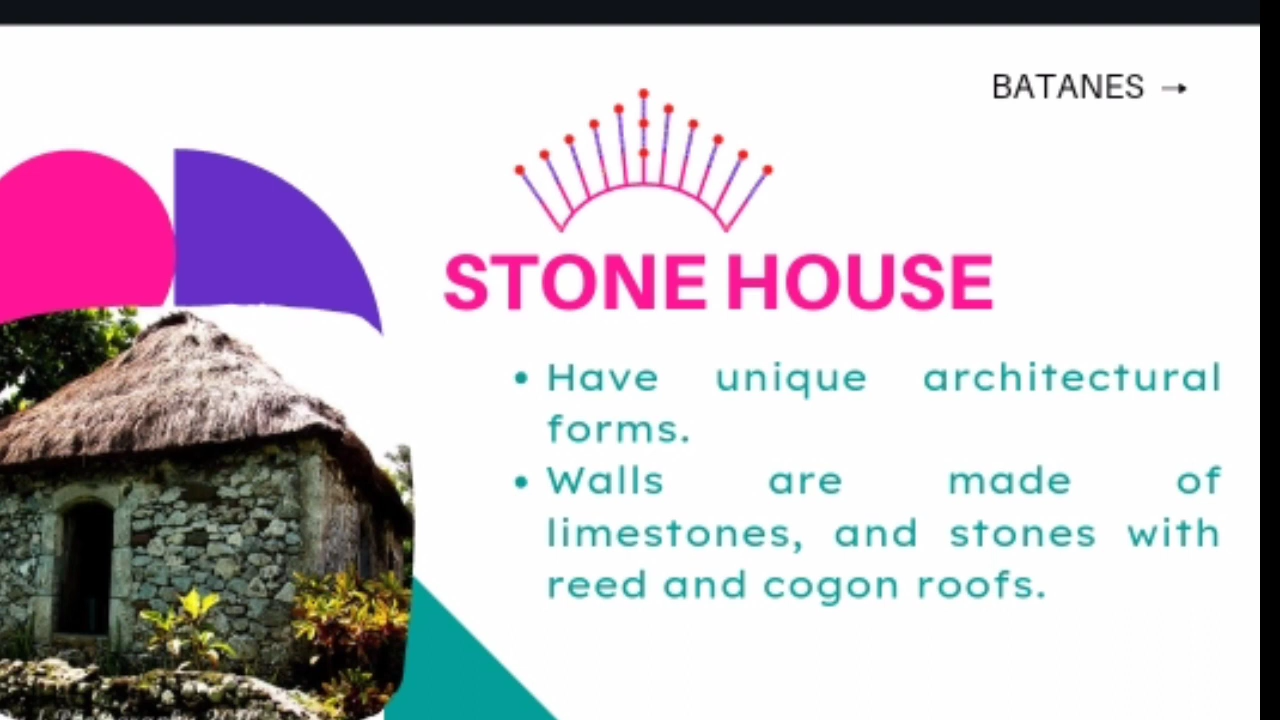 BATANES →
STONE HOUSE
• Have unique architectural
forms.
• Walls are made of
limestones, and stones with
reed and cogon roofs.